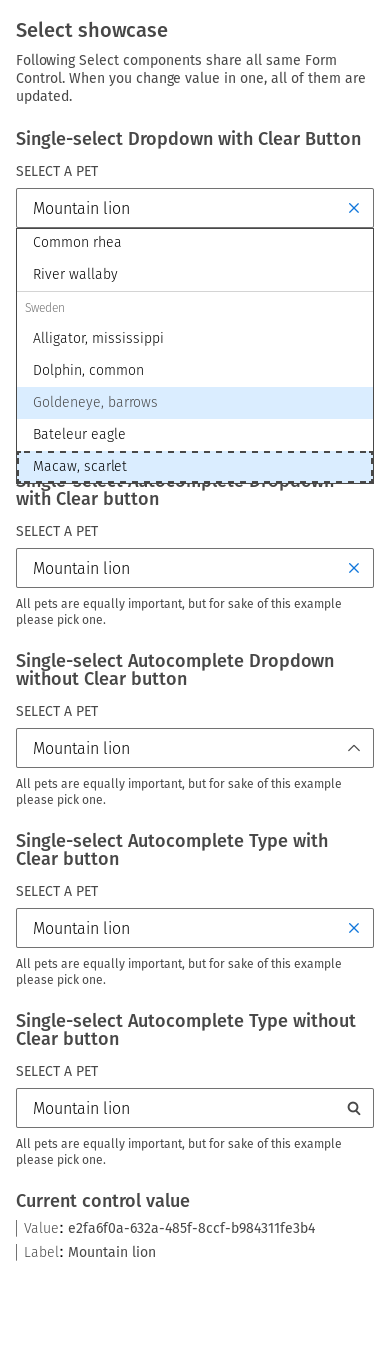 Select showcase
Following Select components share all same Form
Control. When you change value in one, all of them are
updated.
Single-select Dropdown with Clear Button
SELECT A PET
Mountain lion
Common rhea
River wallaby
Sweden
Alligator, mississippi
Dolphin, common
Goldeneye, barrows
Bateleur eagle
Macaw, scarlet
Single-select Autocomplete Dropdown
with Clear button
SELECT A PET
Mountain lion
All pets are equally important, but for sake of this example
please pick one.
Single-select Autocomplete Dropdown
without Clear button
SELECT A PET
Mountain lion
All pets are equally important, but for sake of this example
please pick one.
Single-select Autocomplete Type with
Clear button
SELECT A PET
Mountain lion
All pets are equally important, but for sake of this example
please pick one.
Single-select Autocomplete Type without
Clear button
SELECT A PET
Mountain lion
All pets are equally important, but for sake of this example
please pick one.
Current control value
Value: e2fa6f0a-632a-485f-8ccf-b984311fe3b4
Label: Mountain lion